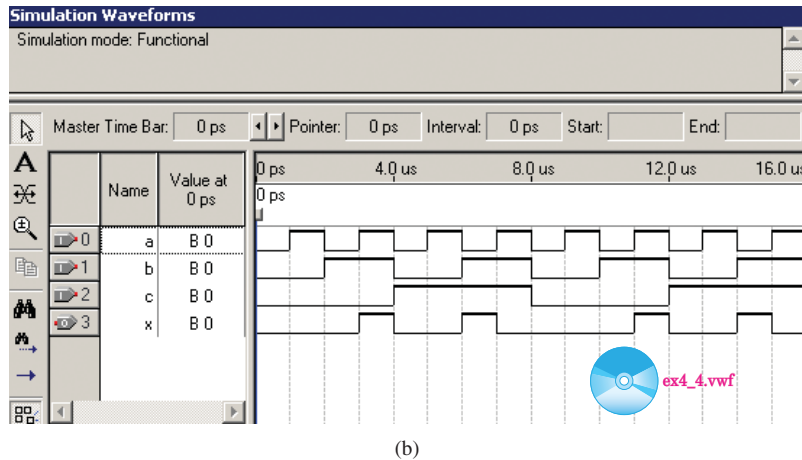 Simulation Waveforms
Simulation mode: Functional
Master Time Bar: 0 ps Pointer: 0 ps Interval: 0 ps Start: End:
A
Name Value at 0 ps
0 ps 4.0 us 8.0 us 12.0 us 16.0 us
0 ps
0 a B 0
1 b B 0
2 c B 0
3 x B 0
ex4_4.vwf
(b)